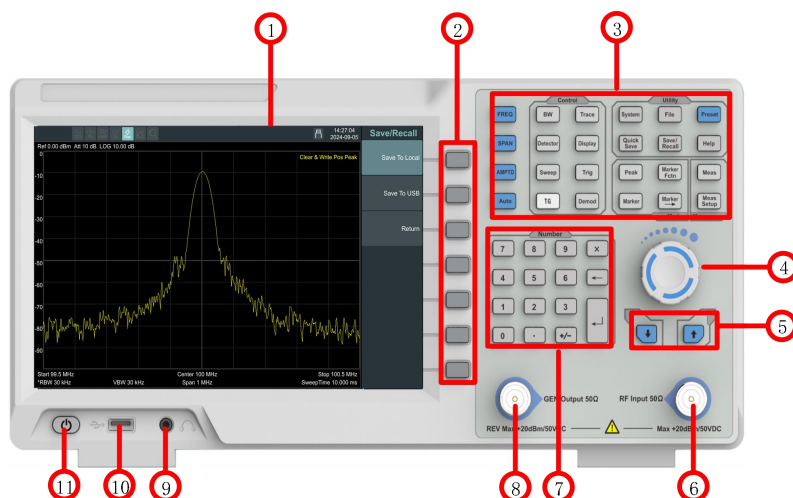 1
2
3
14:27:04
2024-09-05
Save/Recall
Ref 0.00 dBm Att 10 dB LOG 10.00 dB
Clear & Write Pos Peak
0
-10
-20
-30
-40
-50
-60
-70
-80
-90
Start 99.5 MHz
Center 100 MHz
Stop 100.5 MHz
*RBW 30 kHz
VBW 30 kHz
Span 1 MHz
SweepTime 10.000 ms
Save To Local
Save To USB
Return
Control
Utility
FREQ
BW
Trace
System
File
Preset
SPAN
Detector
Display
Quick
Save
Save/
Recall
Help
AMPTD
Sweep
Trig
Peak
Marker
Fctn
Meas
Auto
TG
Demod
Marker
Marker
→
Meas
Setup
Number
7
8
9
×
4
5
6
←
1
2
3
↵
0
.
+/−
4
5
GEN Output 50Ω
RF Input 50Ω
REV Max +20dBm/50VDC
Max +20dBm/50VDC
11
10
9
8
7
6